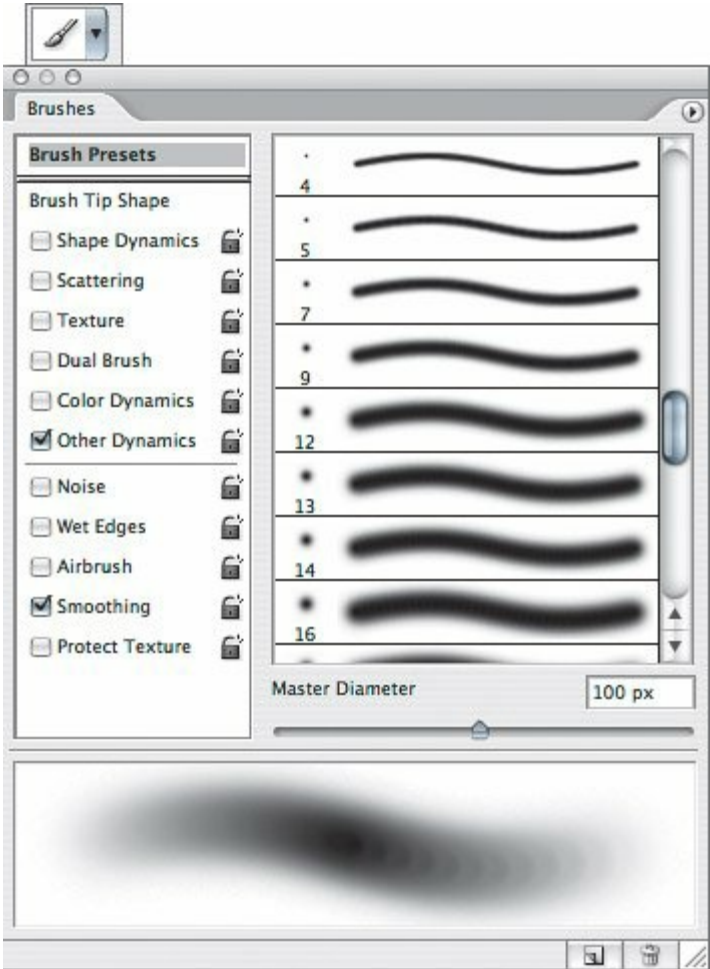 Brushes
Brush Presets
Brush Tip Shape
Shape Dynamics
Scattering
Texture
Dual Brush
Color Dynamics
Other Dynamics
Noise
Wet Edges
Airbrush
Smoothing
Protect Texture
4
5
7
9
12
13
14
16
Master Diameter
100 px